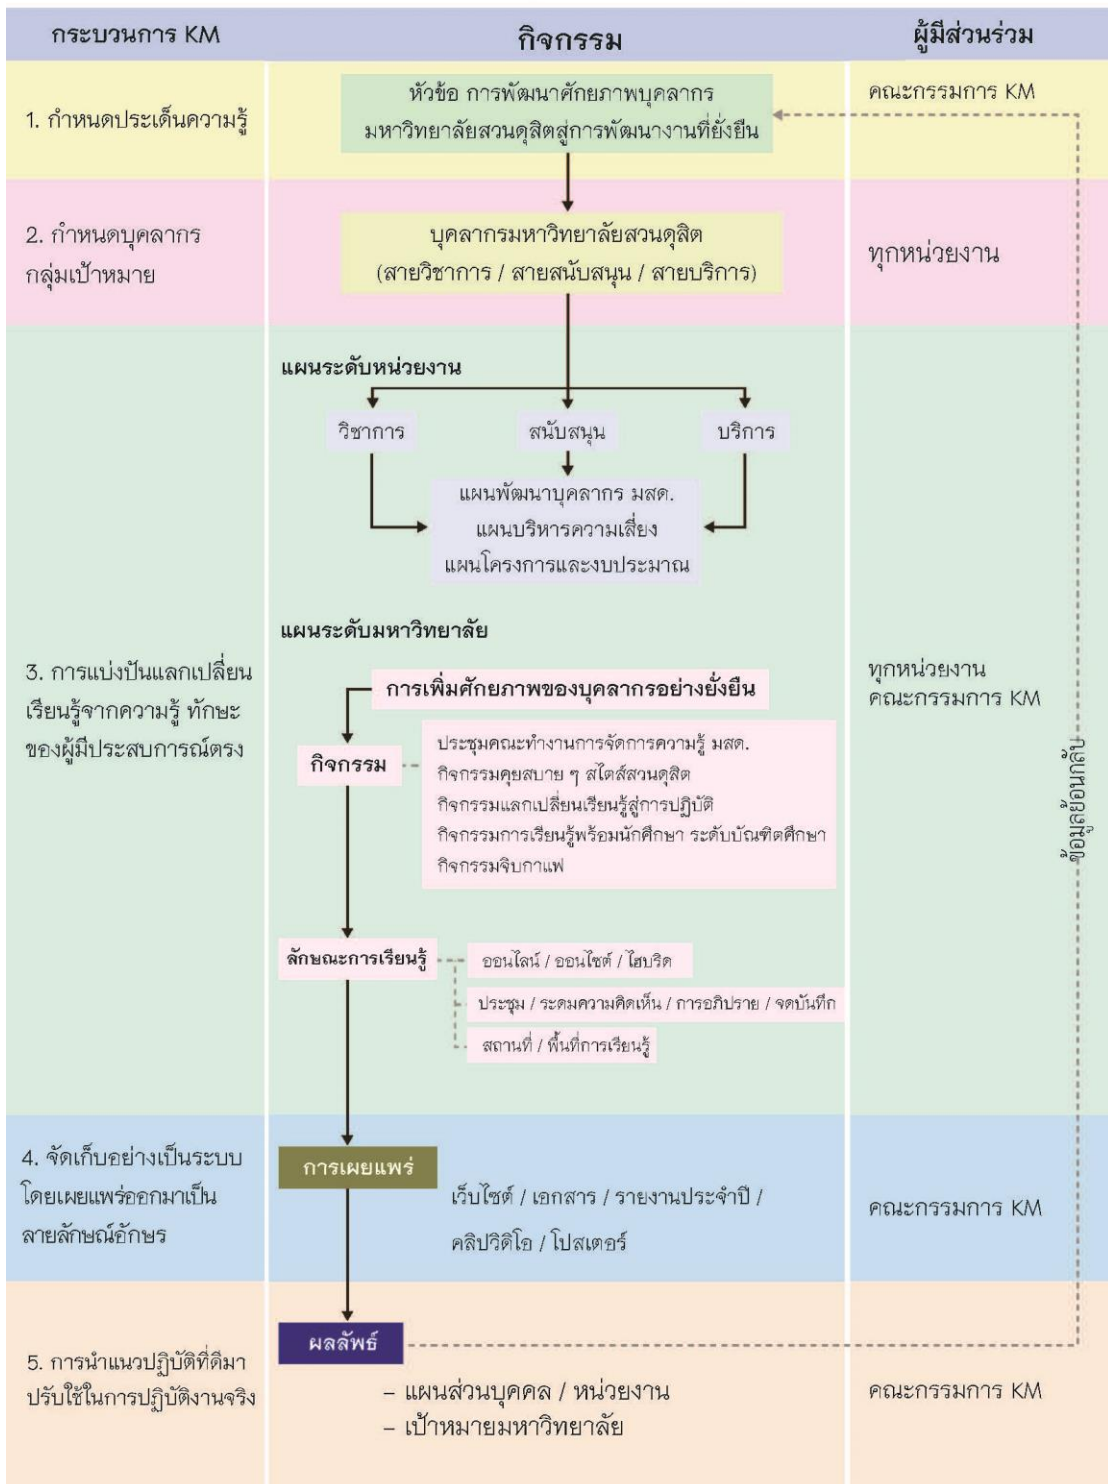 กระบวนการ KM
กิจกรรม
ผู้มีส่วนร่วม
1. กำหนดประเด็นความรู้
หัวข้อ การพัฒนาศักยภาพบุคลากร
มหาวิทยาลัยสวนดุสิตสู่การพัฒนางานที่ยั่งยืน
คณะกรรมการ KM
2. กำหนดบุคลากร
กลุ่มเป้าหมาย
บุคลากรมหาวิทยาลัยสวนดุสิต
(สายวิชาการ / สายสนับสนุน / สายบริการ)
ทุกหน่วยงาน
3. การแบ่งปันแลกเปลี่ยน
เรียนรู้จากความรู้ ทักษะ
ของผู้มีประสบการณ์ตรง
แผนระดับหน่วยงาน
วิชาการ
สนับสนุน
บริการ
แผนพัฒนาบุคลากร มสด.
แผนบริหารความเสี่ยง
แผนโครงการและงบประมาณ
แผนระดับมหาวิทยาลัย
การเพิ่มศักยภาพของบุคลากรอย่างยั่งยืน
กิจกรรม
ประชุมคณะทำงานการจัดการความรู้ มสด.
กิจกรรมคุยสบาย ๆ สไตล์สวนดุสิต
กิจกรรมแลกเปลี่ยนเรียนรู้สู่การปฏิบัติ
กิจกรรมการเรียนรู้พร้อมนักศึกษา ระดับบัณฑิตศึกษา
กิจกรรมจิบกาแฟ
ลักษณะการเรียนรู้
ออนไลน์ / ออนไซต์ / ไฮบริด
ประชุม / ระดมความคิดเห็น / การอภิปราย / จดบันทึก
สถานที่ / พื้นที่การเรียนรู้
ทุกหน่วยงาน
คณะกรรมการ KM
ข้อมูลย้อนกลับ
4. จัดเก็บอย่างเป็นระบบ
โดยเผยแพร่ออกมาเป็น
ลายลักษณ์อักษร
การเผยแพร่
เว็บไซต์ / เอกสาร / รายงานประจำปี /
คลิปวิดิโอ / โปสเตอร์
คณะกรรมการ KM
5. การนำแนวปฏิบัติที่ดีมา
ปรับใช้ในการปฏิบัติงานจริง
ผลลัพธ์
– แผนส่วนบุคคล / หน่วยงาน
– เป้าหมายมหาวิทยาลัย
คณะกรรมการ KM